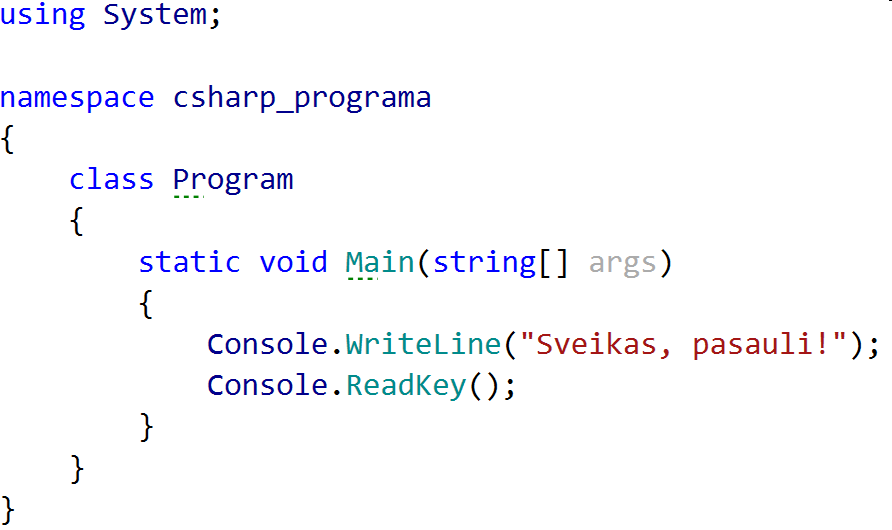 using System;

namespace csharp_programa
{
    class Program
    {
        static void Main(string[] args)
        {
            Console.WriteLine("Sveikas, pasauli!");
            Console.ReadKey();
        }
    }
}